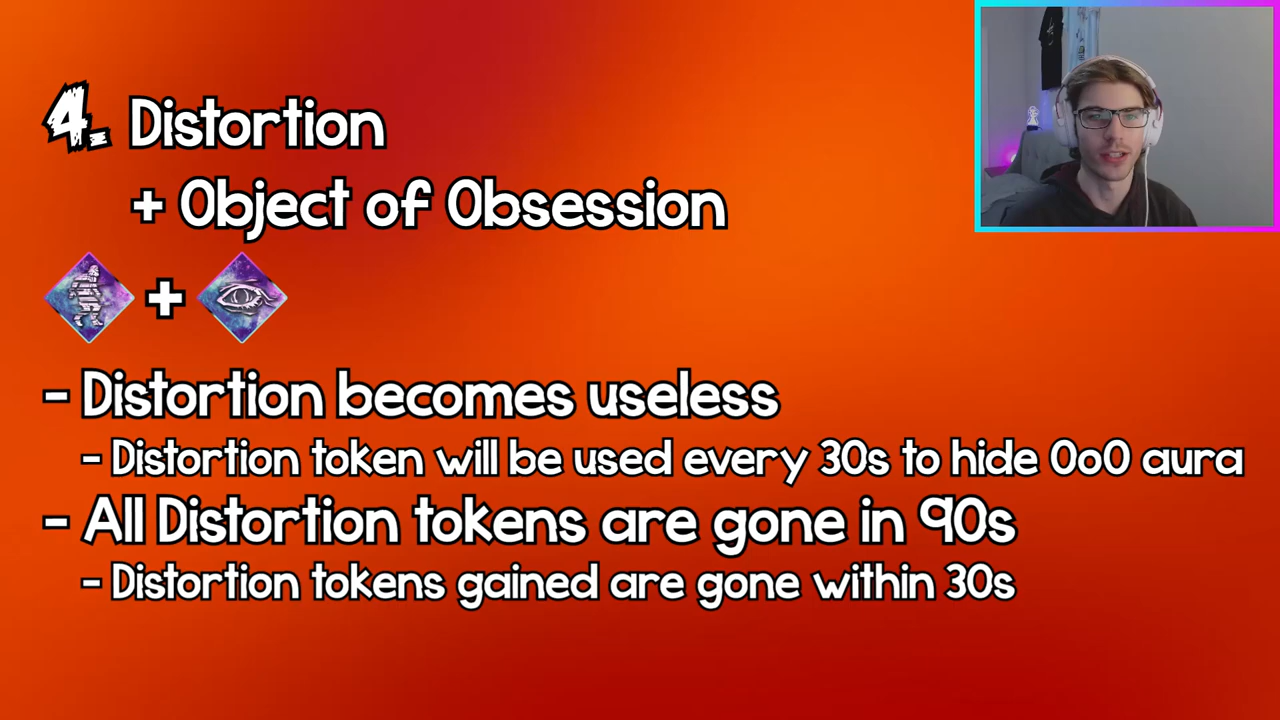 4. Distortion
+ Object of Obsession
+
- Distortion becomes useless
- Distortion token will be used every 30s to hide OoO aura
- All Distortion tokens are gone in 90s
- Distortion tokens gained are gone within 30s